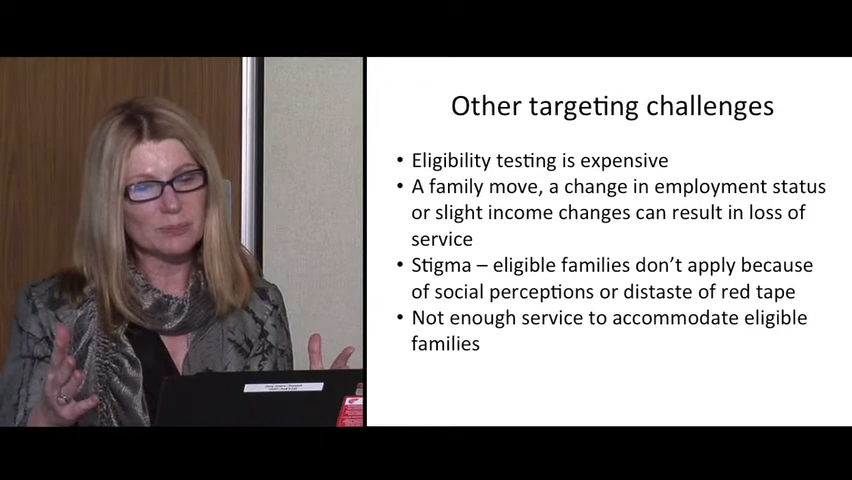 Other targeting challenges
• Eligibility testing is expensive
• A family move, a change in employment status
or slight income changes can result in loss of
service
• Stigma – eligible families don't apply because
of social perceptions or distaste of red tape
• Not enough service to accommodate eligible
families